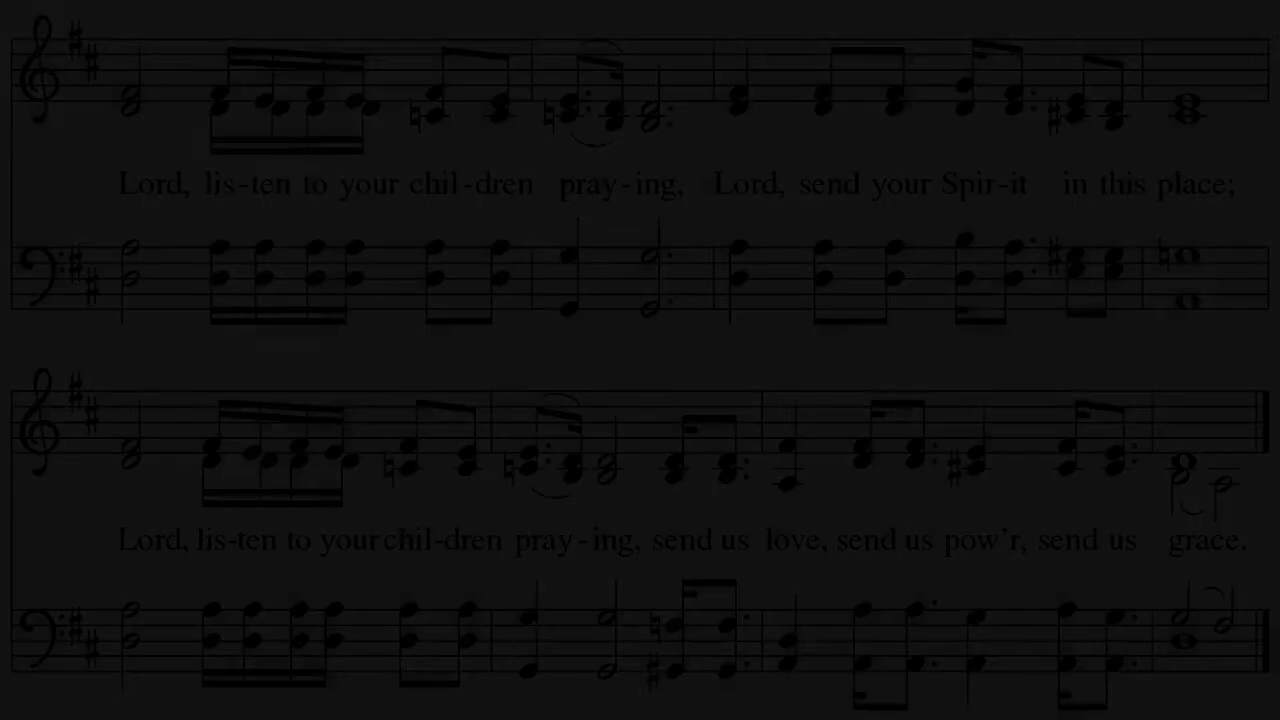 Lord, lis-ten to your chil-dren pray-ing, Lord, send your Spir-it in this place;
Lord, lis-ten to your chil-dren pray-ing, send us love, send us pow'r, send us grace.